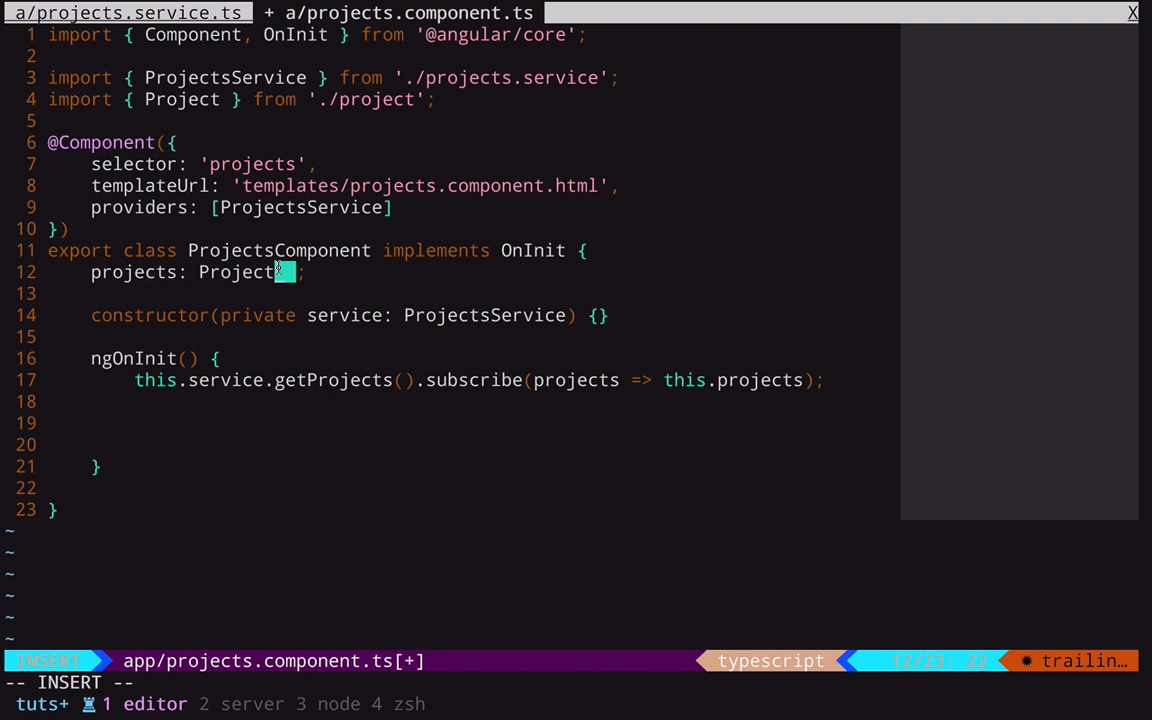 a/projects.service.ts + a/projects.component.ts X
1 import { Component, OnInit } from '@angular/core';
2
3 import { ProjectsService } from './projects.service';
4 import { Project } from './project';
5
6 @Component({
7 selector: 'projects',
8 templateUrl: 'templates/projects.component.html',
9 providers: [ProjectsService]
10 })
11 export class ProjectsComponent implements OnInit {
12 projects: Project ;
13
14 constructor(private service: ProjectsService) {}
15
16 ngOnInit() {
17 this.service.getProjects().subscribe(projects => this.projects);
18
19
20
21 }
22
23 }
~
~
~
~
~
~
INSERT app/projects.component.ts[+] typescript 12/23: 22 ✹ trailin…
-- INSERT --
tuts+ ♜ 1 editor 2 server 3 node 4 zsh